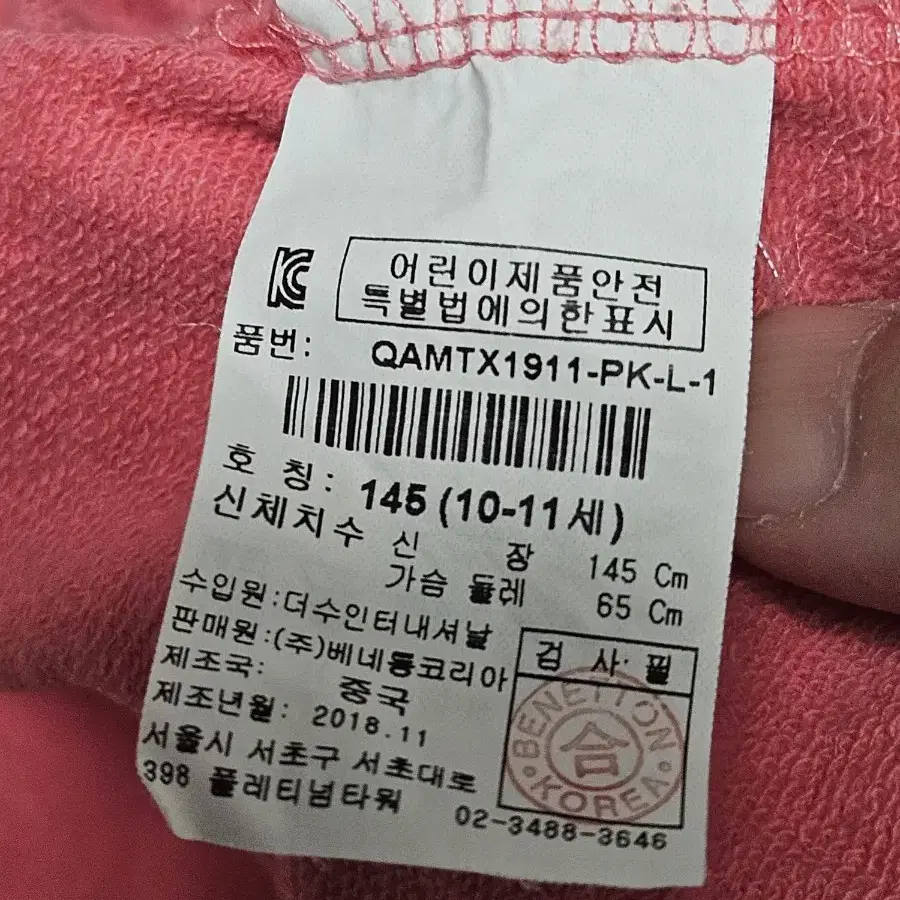 KC
어린이제품안전
특별법에의한표시
품번: QAMTX1911-PK-L-1
호 칭: 145 (10-11세)
신체치수 신 장 145 Cm
가슴 둘레 65 Cm
수입원:더수인터내셔날
판매원:(주)베네통코리아
제조국: 중국
제조년월: 2018.11
서울시 서초구 서초대로
398 플레티넘타워
02-3488-3646
검 사 필
BENETTON
合
KOREA